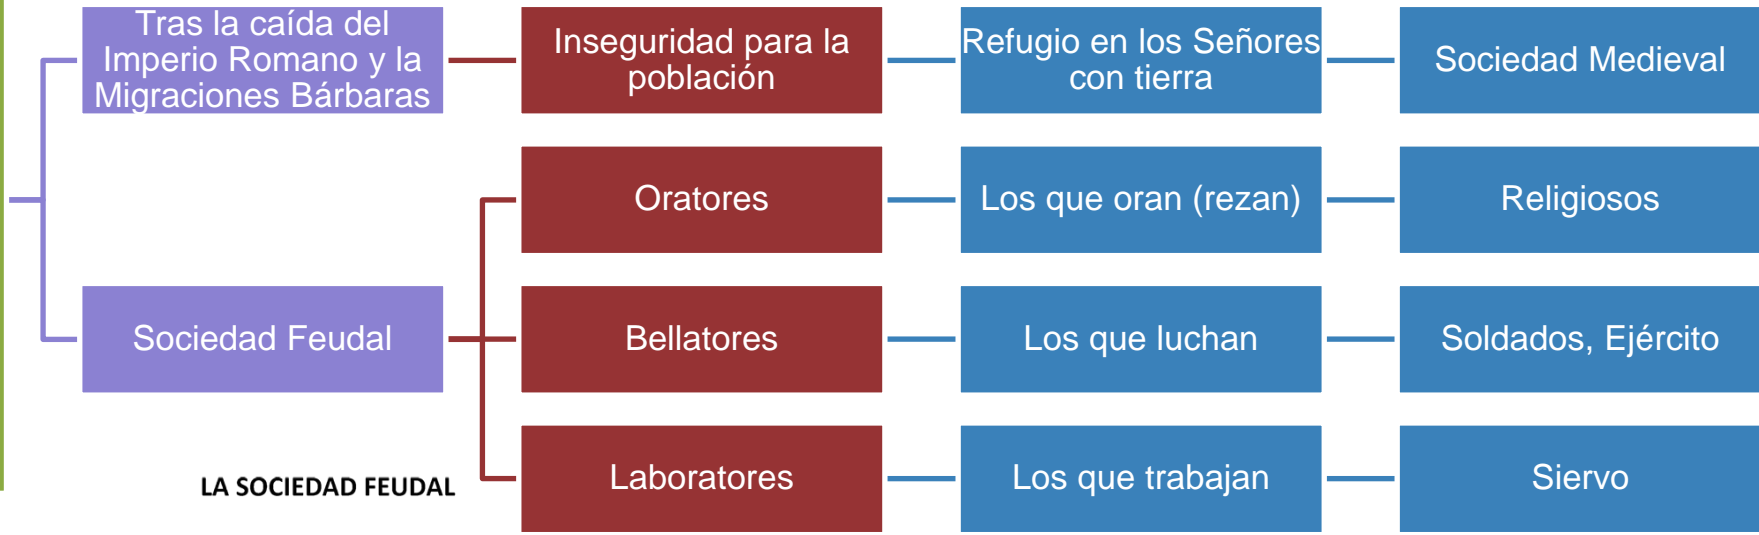 Tras la caída del
Imperio Romano y la
Migraciones Bárbaras
Inseguridad para la
población
Refugio en los Señores
con tierra
Sociedad Medieval
Sociedad Feudal
Oratores
Los que oran (rezan)
Religiosos
Bellatores
Los que luchan
Soldados, Ejército
Laboratores
Los que trabajan
Siervo
LA SOCIEDAD FEUDAL